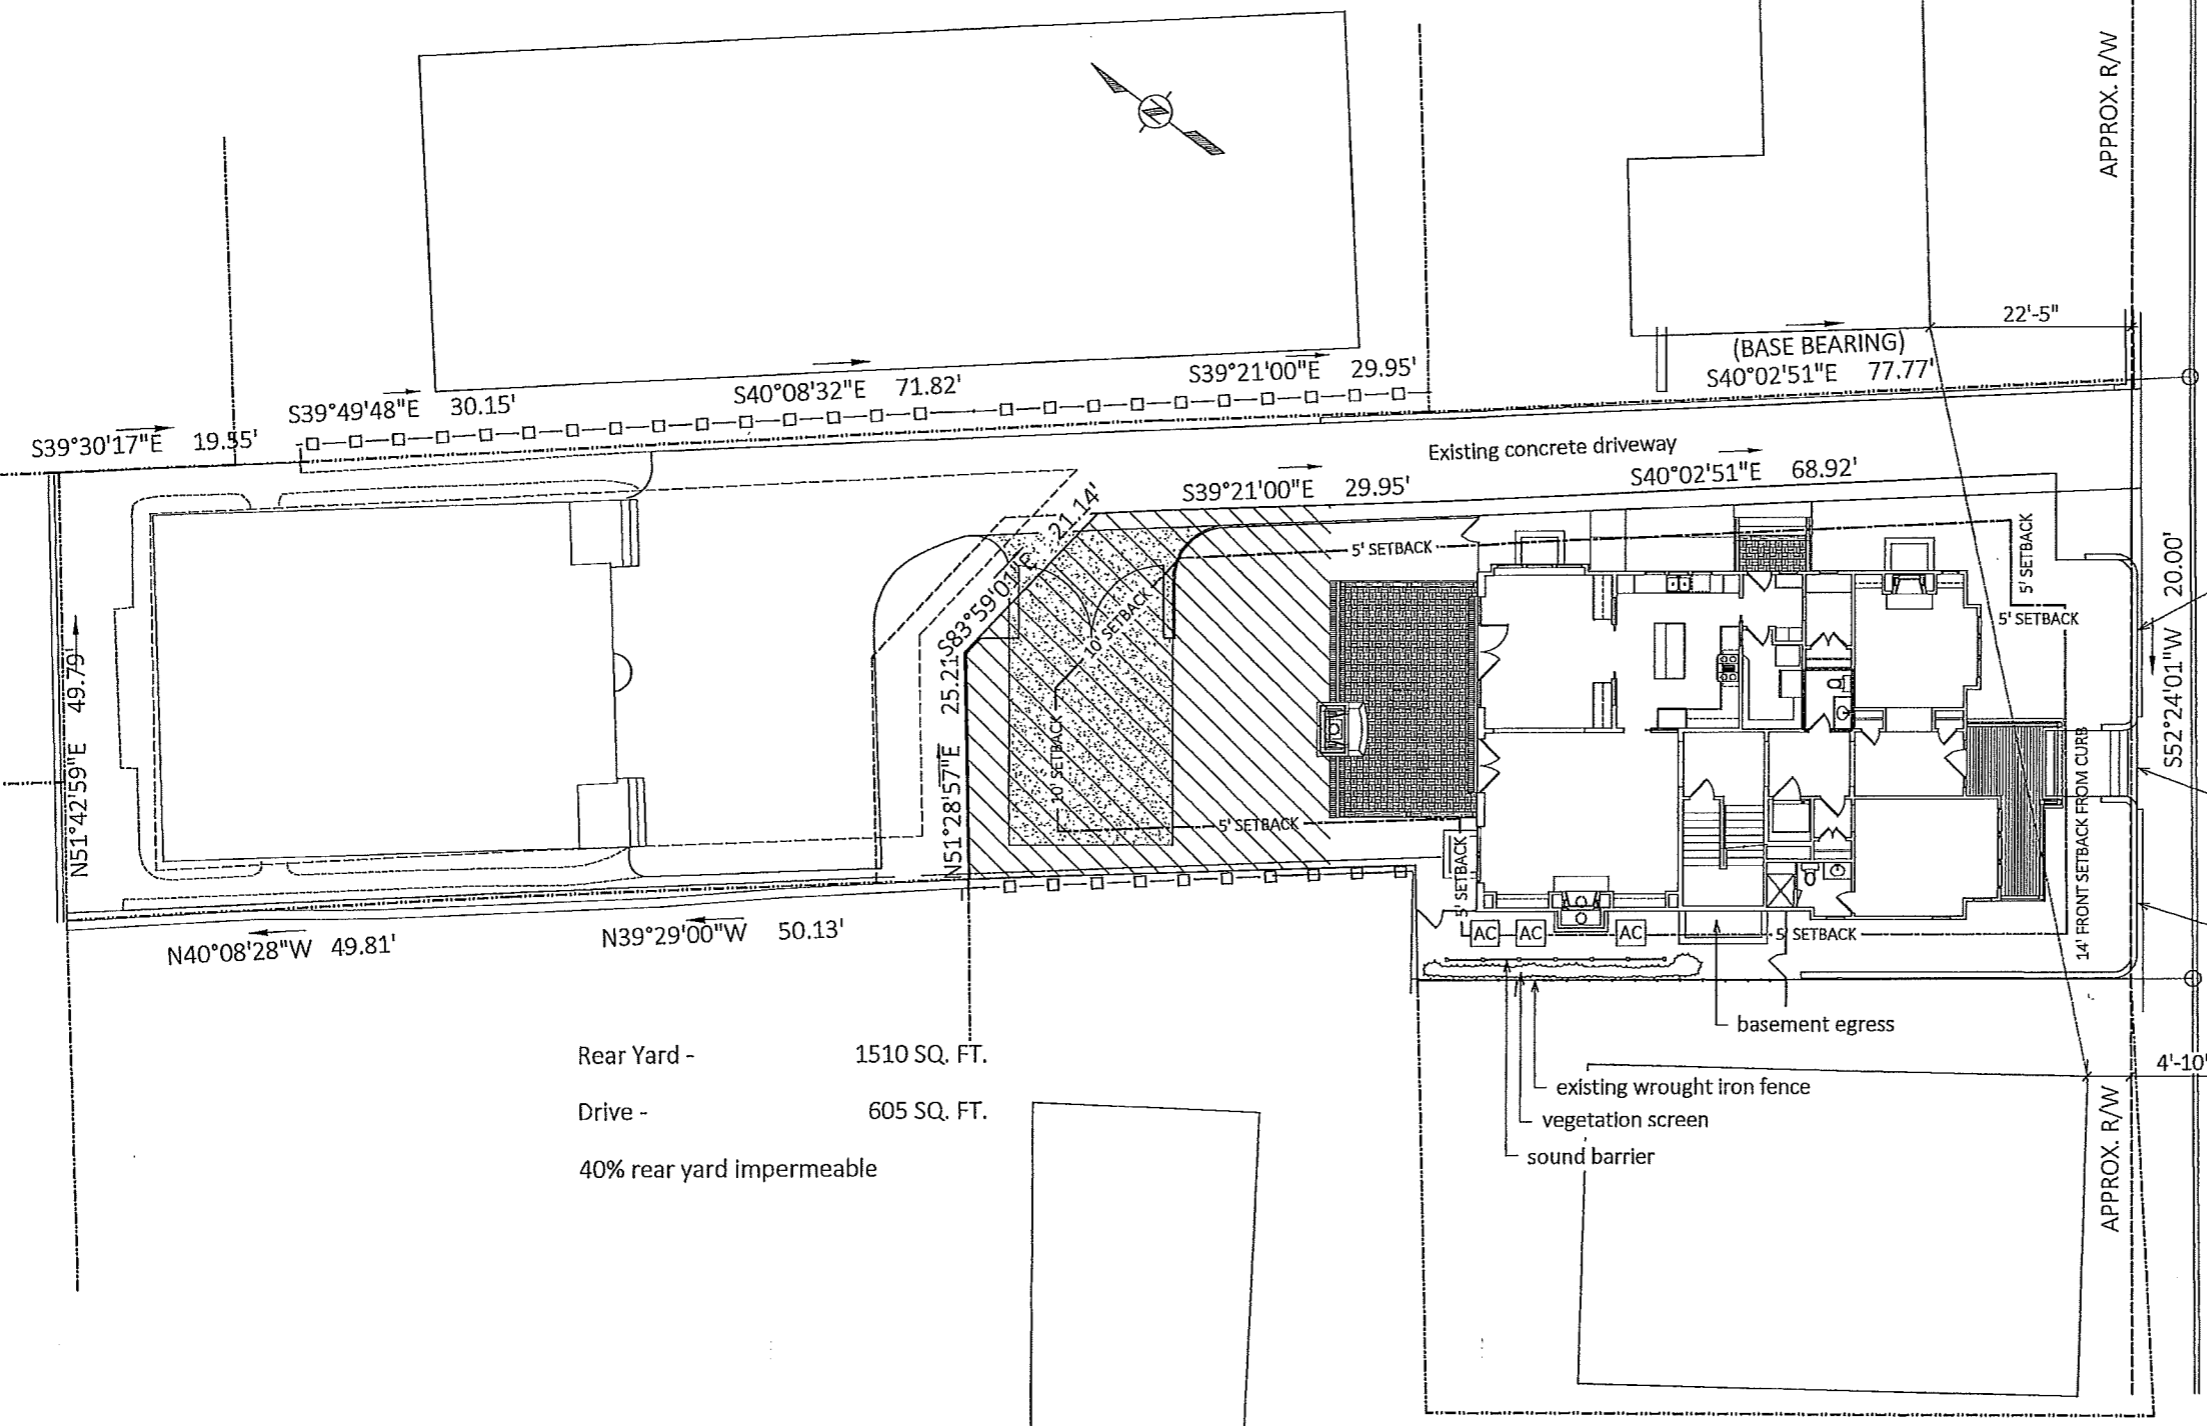 APPROX. R/W
22'-5"
(BASE BEARING)
S40°02'51"E 77.77'
S39°21'00"E 29.95'
S40°08'32"E 71.82'
S39°49'48"E 30.15'
S39°30'17"E 19.55'
Existing concrete driveway
S40°02'51"E 68.92'
S39°21'00"E 29.95'
S83°59'01"E 21.14'
5' SETBACK
5' SETBACK
5' SETBACK
S52°24'01"W 20.00'
10' SETBACK
10' SETBACK
N51°42'59"E 49.79'
N51°28'57"E 25.21'
5' SETBACK
5' SETBACK
14' FRONT SETBACK FROM CURB
AC
AC
AC
5' SETBACK
N40°08'28"W 49.81'
N39°29'00"W 50.13'
basement egress
Rear Yard - 1510 SQ. FT.
4'-10"
existing wrought iron fence
Drive - 605 SQ. FT.
vegetation screen
sound barrier
40% rear yard impermeable
APPROX. R/W